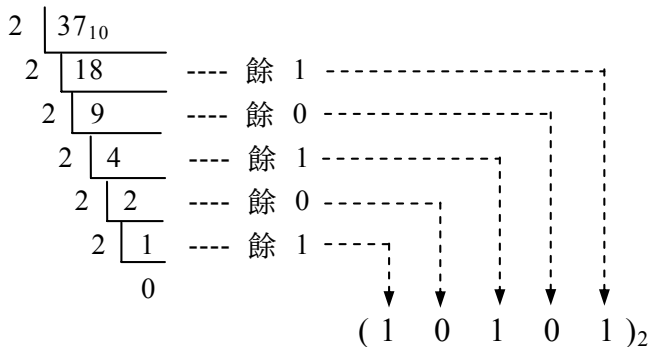 2 37₁₀
2 18 ---- 餘 1
2 9 ---- 餘 0
2 4 ---- 餘 1
2 2 ---- 餘 0
2 1 ---- 餘 1
0
( 1 0 1 0 1 )₂